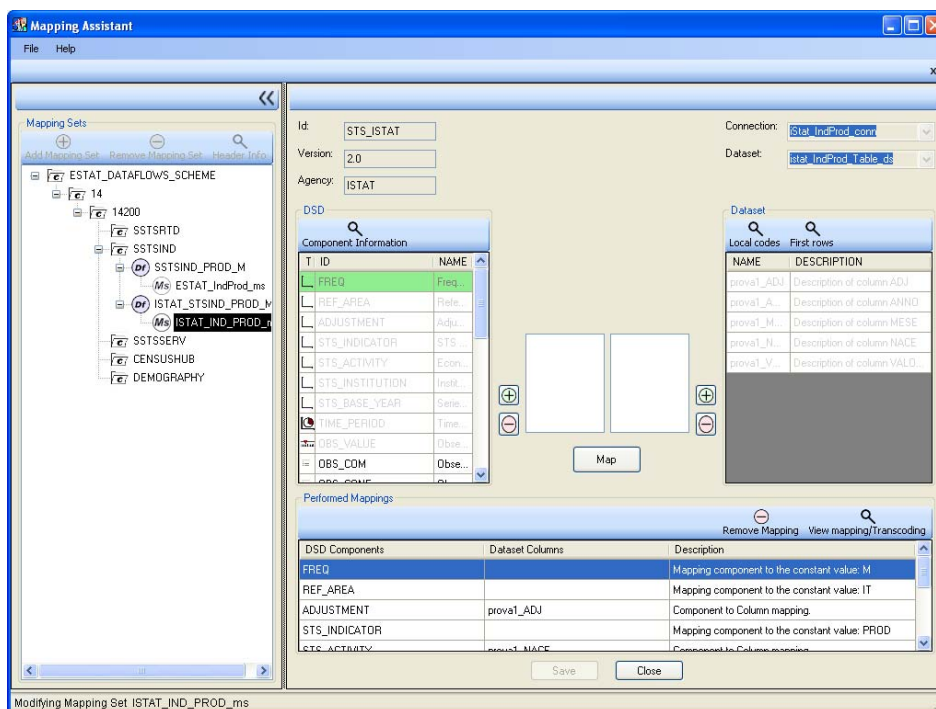 Mapping Assistant
File Help
x
Mapping Sets
Add Mapping Set Remove Mapping Set Header Info
ESTAT_DATAFLOWS_SCHEME
14
14200
SSTSRTD
SSTSIND
SSTSIND_PROD_M
ESTAT_IndProd_ms
ISTAT_STSIND_PROD_M
ISTAT_IND_PROD_
SSTSSERV
CENSUSHUB
DEMOGRAPHY
Id: STS_ISTAT
Version: 2.0
Agency: ISTAT
Connection: iStat_IndProd_conn
Dataset: istat_IndProd_Table_ds
DSD
Component Information
T ID NAME
FREQ Freq...
REF_AREA Refe...
ADJUSTMENT Adju...
STS_INDICATOR STS ...
STS_ACTIVITY Econ...
STS_INSTITUTION Instit...
STS_BASE_YEAR Serie...
TIME_PERIOD Time...
OBS_VALUE Obse...
OBS_COM Obse...
OBS_CONF
Map
Dataset
Local codes First rows
NAME DESCRIPTION
prova1_ADJ Description of column ADJ
prova1_A... Description of column ANNO
prova1_M... Description of column MESE
prova1_N... Description of column NACE
prova1_V... Description of column VALO...
Performed Mappings
Remove Mapping View mapping/Transcoding
DSD Components Dataset Columns Description
FREQ Mapping component to the constant value: M
REF_AREA Mapping component to the constant value: IT
ADJUSTMENT prova1_ADJ Component to Column mapping.
STS_INDICATOR Mapping component to the constant value: PROD
STS_ACTIVITY prova1_NACE Component to Column mapping
Save Close
Modifying Mapping Set ISTAT_IND_PROD_ms